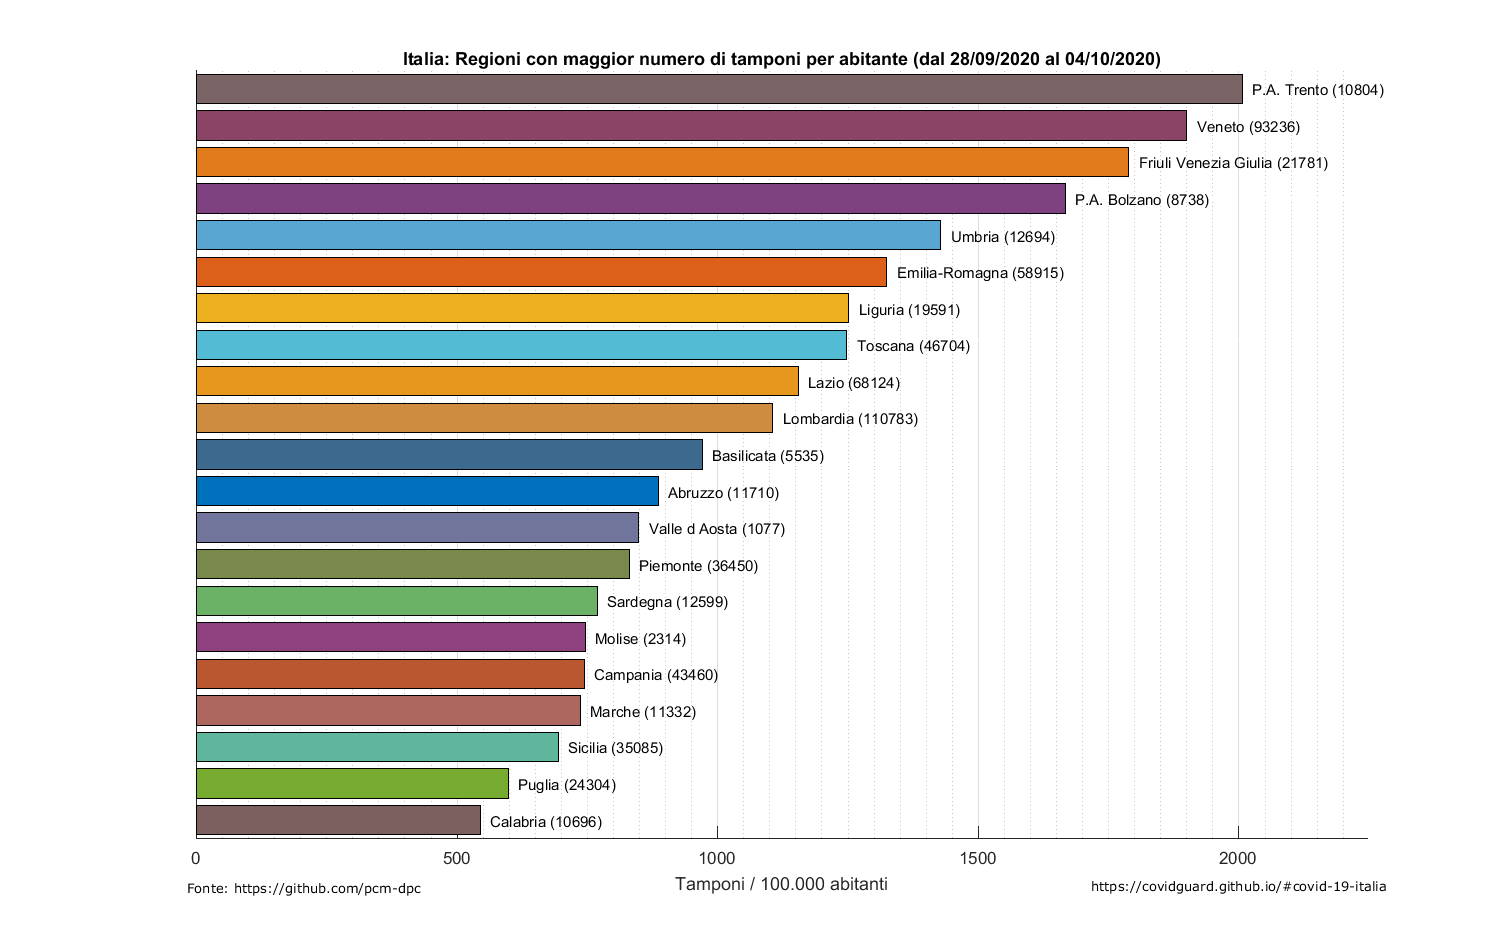 Italia: Regioni con maggior numero di tamponi per abitante (dal 28/09/2020 al 04/10/2020)
P.A. Trento (10804)
Veneto (93236)
Friuli Venezia Giulia (21781)
P.A. Bolzano (8738)
Umbria (12694)
Emilia-Romagna (58915)
Liguria (19591)
Toscana (46704)
Lazio (68124)
Lombardia (110783)
Basilicata (5535)
Abruzzo (11710)
Valle d Aosta (1077)
Piemonte (36450)
Sardegna (12599)
Molise (2314)
Campania (43460)
Marche (11332)
Sicilia (35085)
Puglia (24304)
Calabria (10696)
0 500 1000 1500 2000
Tamponi / 100.000 abitanti
Fonte: https://github.com/pcm-dpc
https://covidguard.github.io/#covid-19-italia